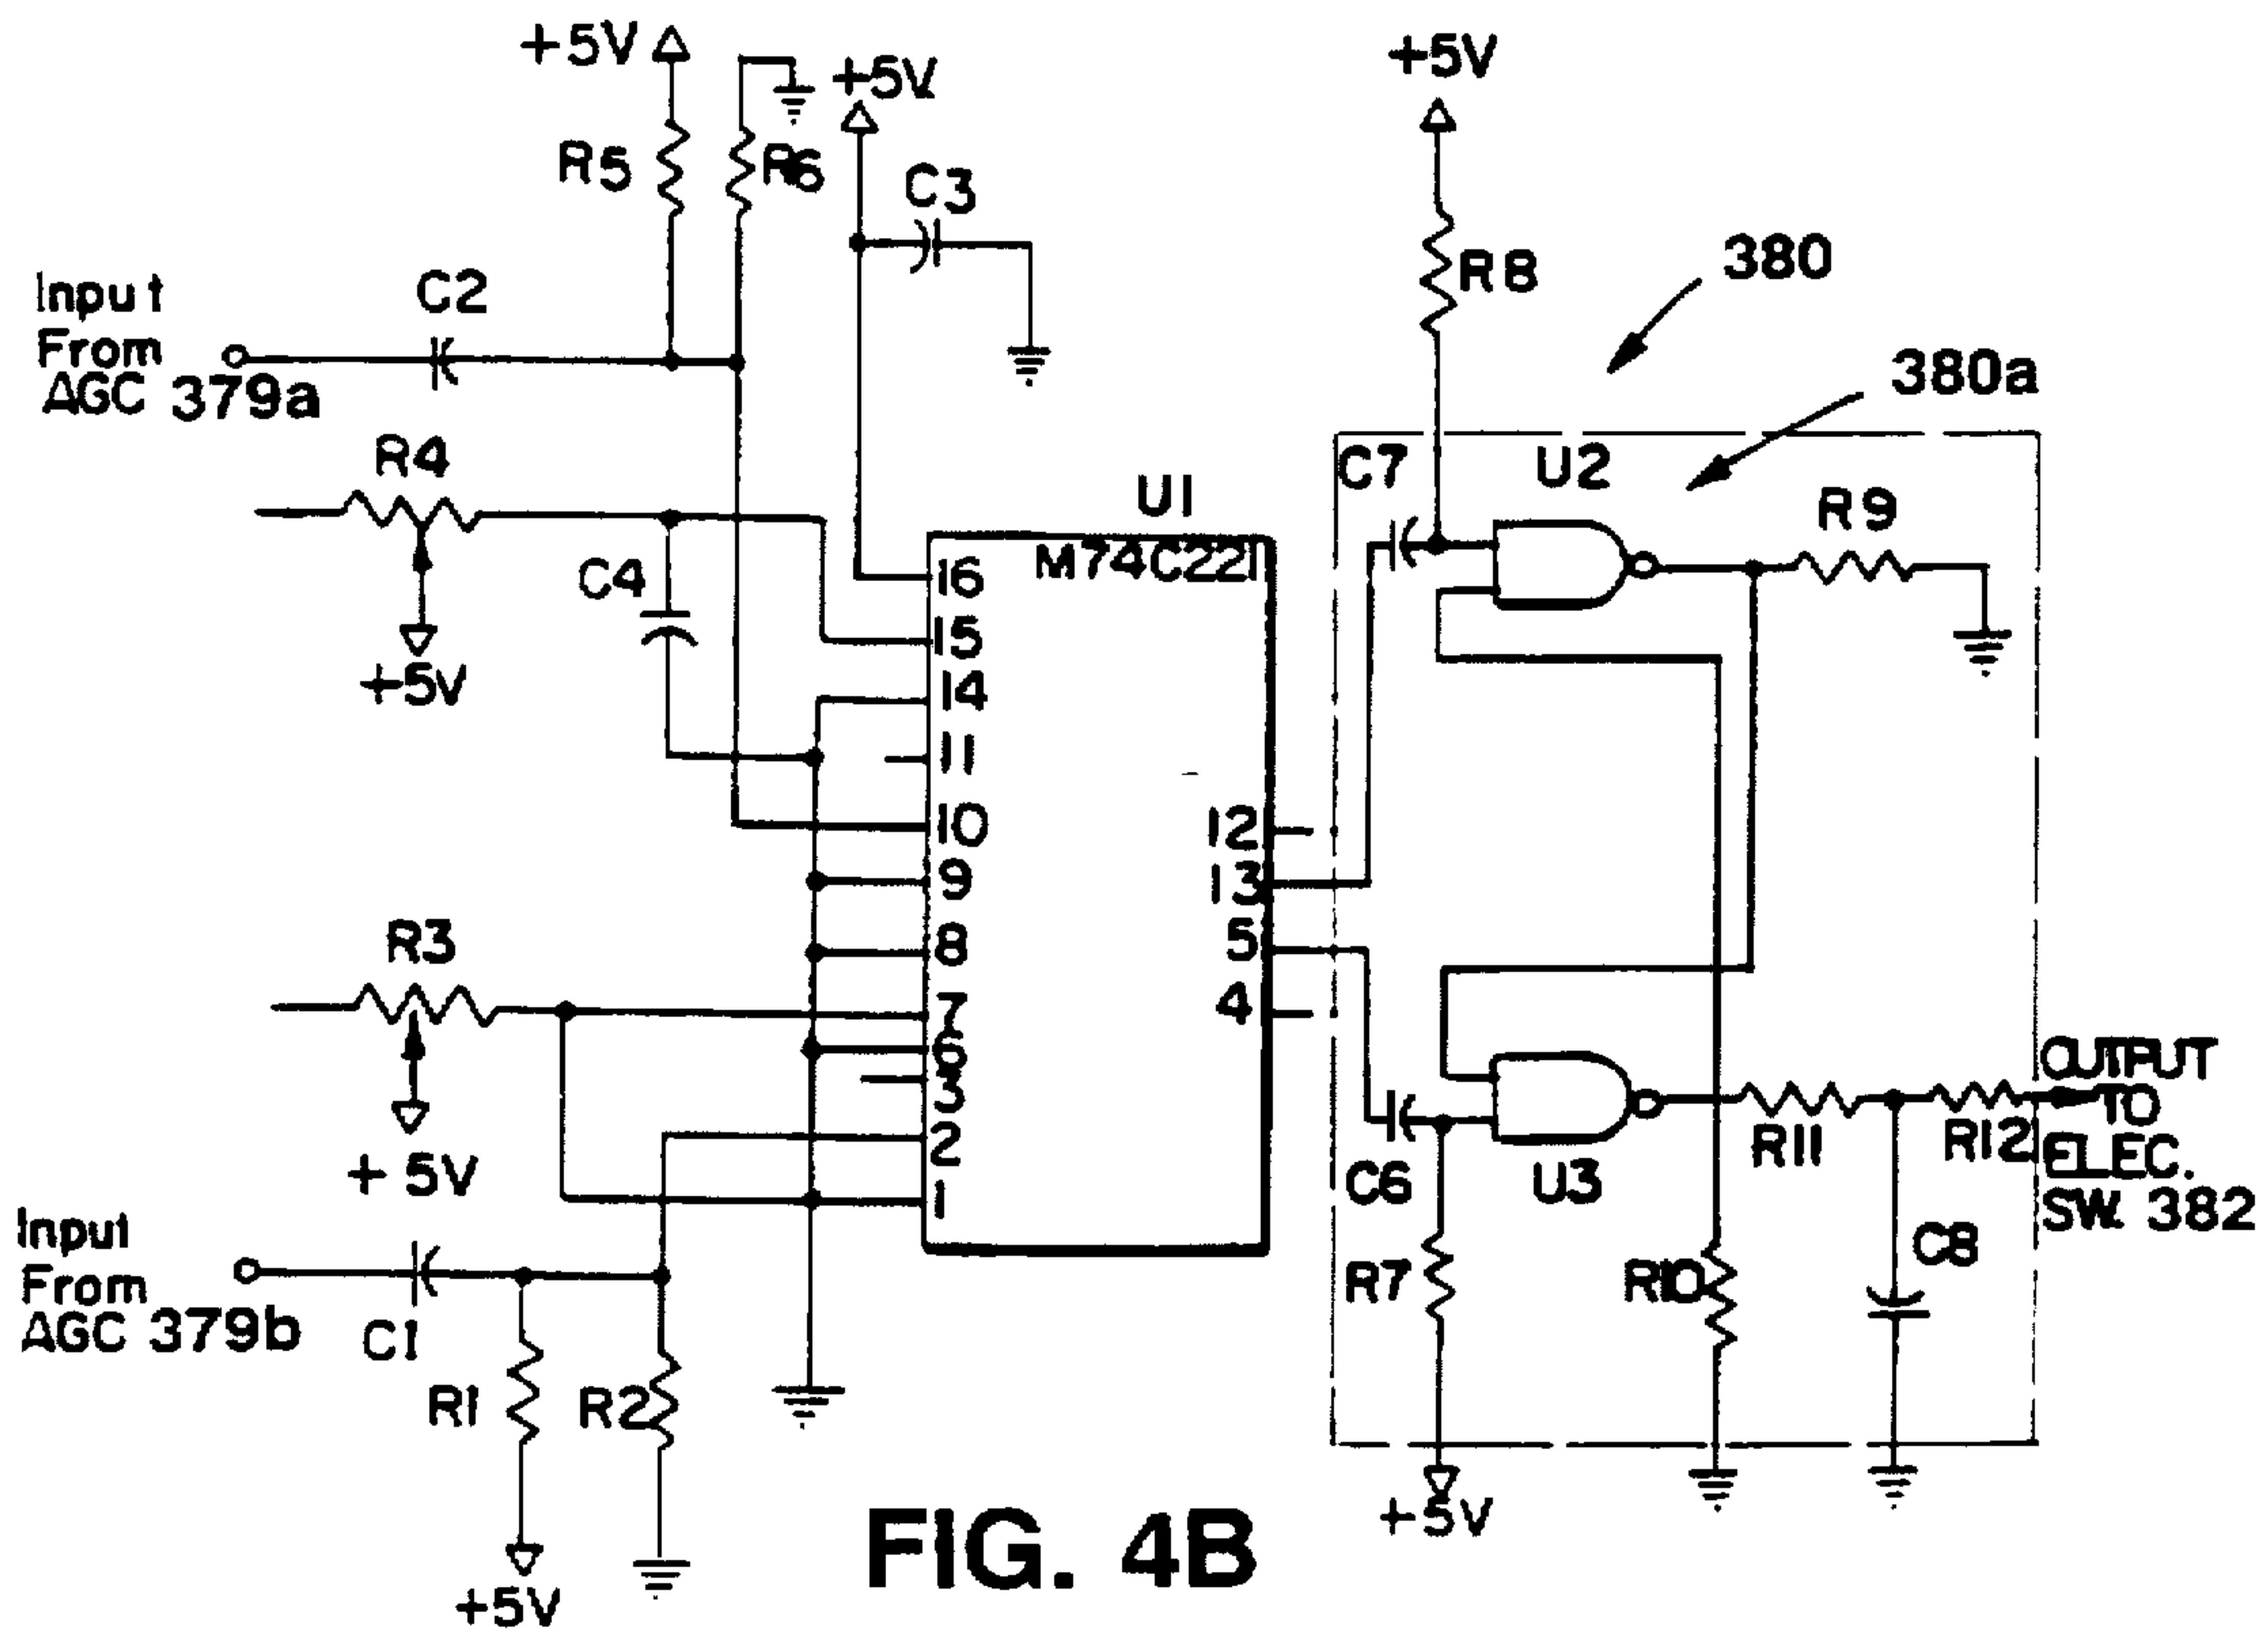 +5V
+5V
+5V
R5
R6
C3
R8
380
Input
From
AGC 379a
C2
380a
R4
U1
C7
U2
R9
M74C221
C4
+5V
16
15
14
11
10
9
8
7
6
3
2
1
12
13
5
4
R3
+ 5V
OUTPUT
TO
ELEC.
SW. 382
R11
R12
C6
U3
C8
R7
R10
Input
From
AGC 379b
C1
R1
R2
+5V
+5V
FIG. 4B